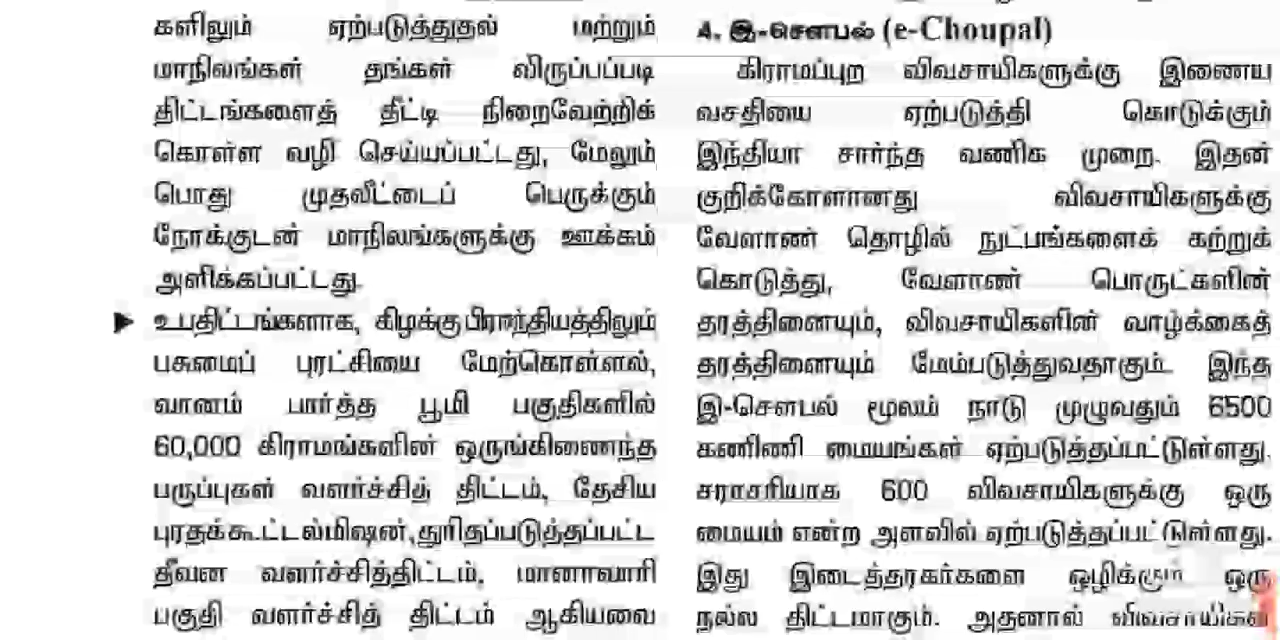 களிலும் ஏற்படுத்துதல் மற்றும்
மாநிலங்கள் தங்கள் விருப்பப்படி
திட்டங்களைத் தீட்டி நிறைவேற்றிக்
கொள்ள வழி செய்யப்பட்டது, மேலும்
பொது முதலீட்டைப் பெருக்கும்
நோக்குடன் மாநிலங்களுக்கு ஊக்கம்
அளிக்கப்பட்டது.
► உபதிட்டங்களாக, கிழக்கு பிராந்தியத்திலும்
பசுமைப் புரட்சியை மேற்கொள்ளல்,
வானம் பார்த்த பூமி பகுதிகளில்
60,000 கிராமங்களின் ஒருங்கிணைந்த
பருப்புகள் வளர்ச்சித் திட்டம், தேசிய
புரதக்கூட்டல்மிஷன்,துரிதப்படுத்தப்பட்ட
தீவன வளர்ச்சித்திட்டம், மானாவாரி
பகுதி வளர்ச்சித் திட்டம் ஆகியவை
4. இ-சௌபல் (e-Choupal)
கிராமப்புற விவசாயிகளுக்கு இணைய
வசதியை ஏற்படுத்தி கொடுக்கும்
இந்தியா சார்ந்த வணிக முறை. இதன்
குறிக்கோளானது விவசாயிகளுக்கு
வேளாண் தொழில் நுட்பங்களைக் கற்றுக்
கொடுத்து, வேளாண் பொருட்களின்
தரத்தினையும், விவசாயிகளின் வாழ்க்கைத்
தரத்தினையும் மேம்படுத்துவதாகும். இந்த
இ-சௌபல் மூலம் நாடு முழுவதும் 6500
கணிணி மையங்கள் ஏற்படுத்தப்பட்டுள்ளது.
சராசரியாக 600 விவசாயிகளுக்கு ஒரு
மையம் என்ற அளவில் ஏற்படுத்தப்பட்டுள்ளது.
இது இடைத்தரகர்களை ஒழிக்கும் ஒரு
நல்ல திட்டமாகும். அதனால் விவசாயிகள்